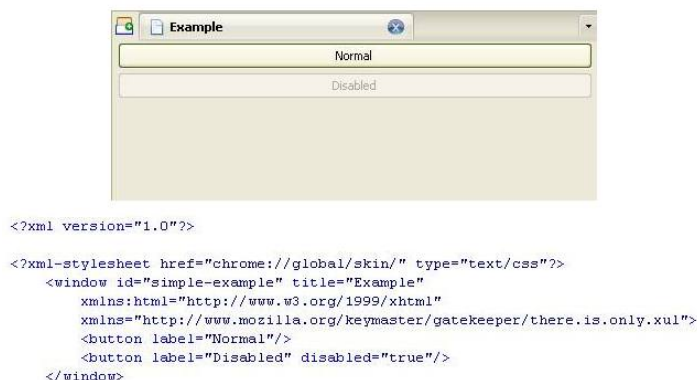 Example
Normal
Disabled
<?xml version="1.0"?>
<?xml-stylesheet href="chrome://global/skin/" type="text/css"?>
<window id="simple-example" title="Example"
xmlns:html="http://www.w3.org/1999/xhtml"
xmlns="http://www.mozilla.org/keymaster/gatekeeper/there.is.only.xul">
<button label="Normal"/>
<button label="Disabled" disabled="true"/>
</window>